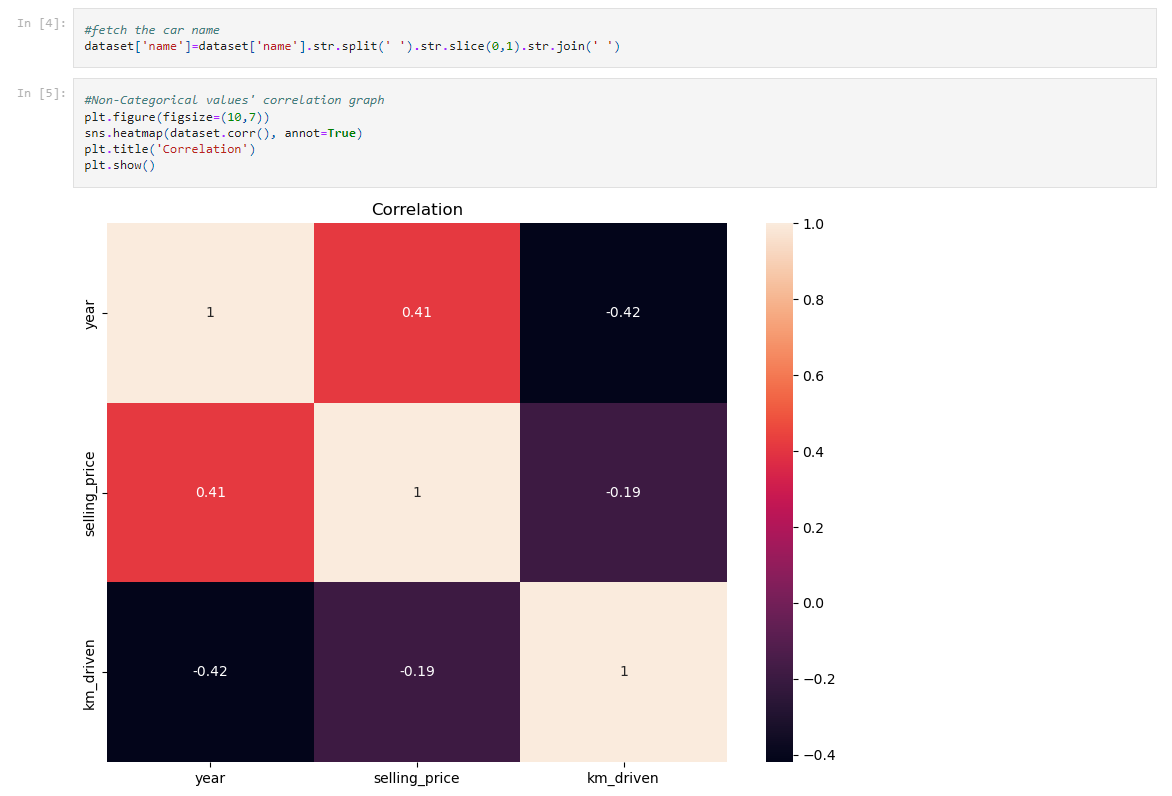 In [4]:
#fetch the car name
dataset['name']=dataset['name'].str.split(' ').str.slice(0,1).str.join(' ')
In [5]:
#Non-Categorical values' correlation graph
plt.figure(figsize=(10,7))
sns.heatmap(dataset.corr(), annot=True)
plt.title('Correlation')
plt.show()
Correlation
year
1
0.41
-0.42
selling_price
0.41
1
-0.19
km_driven
-0.42
-0.19
1
year
selling_price
km_driven
1.0
0.8
0.6
0.4
0.2
0.0
−0.2
−0.4